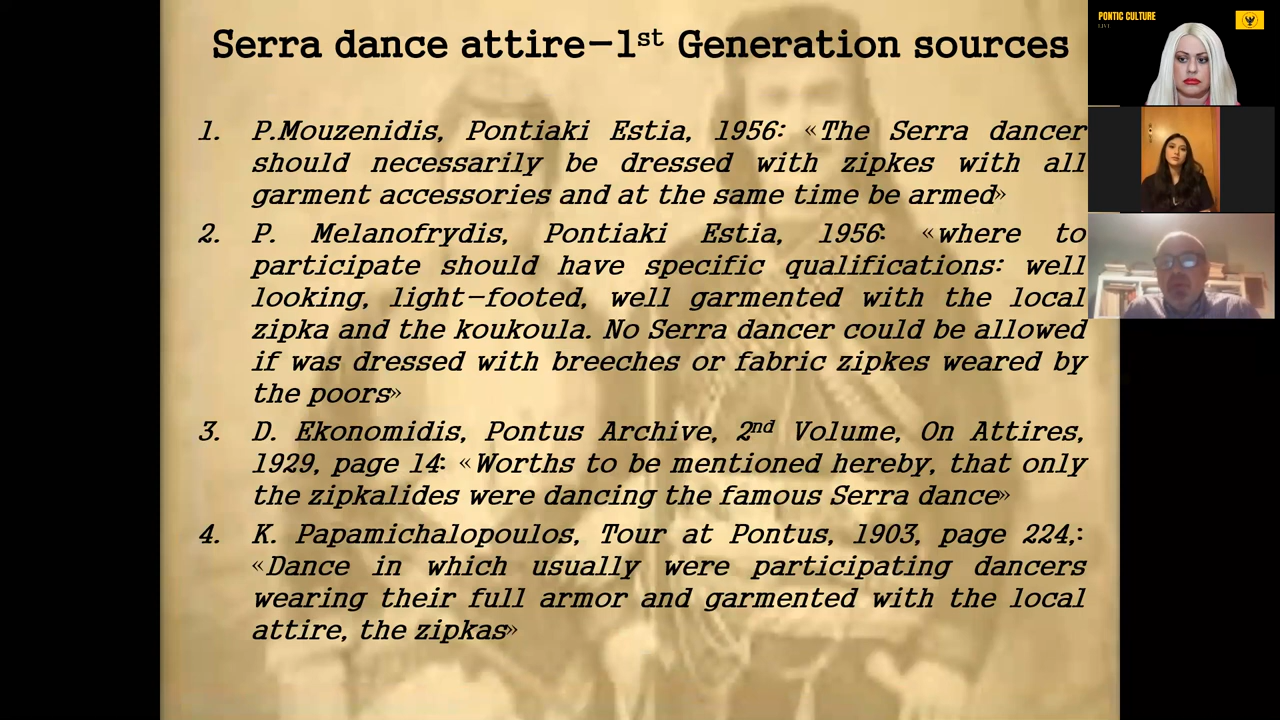 Serra dance attire—1st Generation sources
PONTIC CULTURE
1. P.Mouzenidis, Pontiaki Estia, 1956: «The Serra dancer
should necessarily be dressed with zipkes with all
garment accessories and at the same time be armed»
2. P. Melanofrydis, Pontiaki Estia, 1956: «where to
participate should have specific qualifications: well
looking, light—footed, well garmented with the local
zipka and the koukoula. No Serra dancer could be allowed
if was dressed with breeches or fabric zipkes weared by
the poors»
3. D. Ekonomidis, Pontus Archive, 2nd Volume, On Attires,
1929, page 14: «Worths to be mentioned hereby, that only
the zipkalides were dancing the famous Serra dance»
4. K. Papamichalopoulos, Tour at Pontus, 1903, page 224,:
«Dance in which usually were participating dancers
wearing their full armor and garmented with the local
attire, the zipkas»